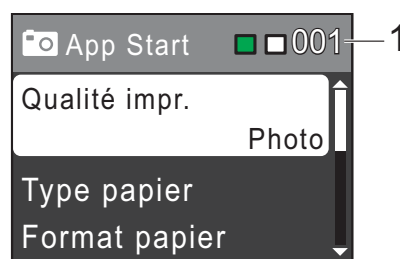 App Start 001 1
Qualité impr.
Photo
Type papier
Format papier